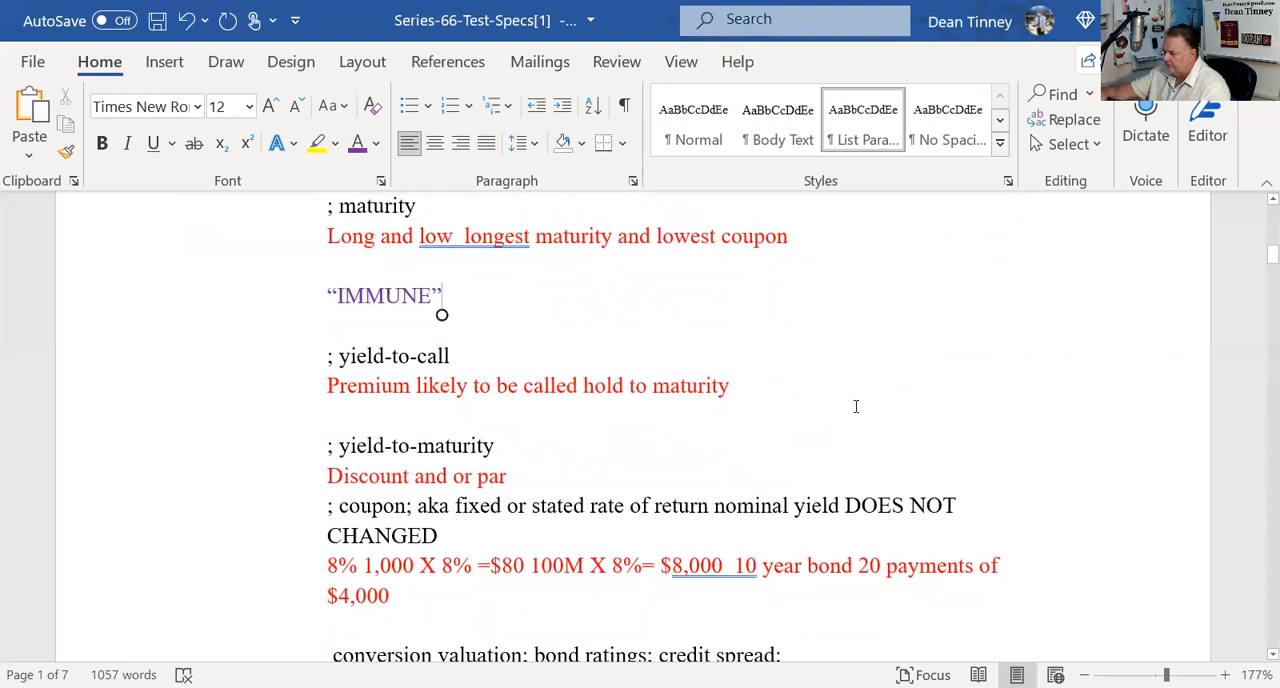 AutoSave Off Series-66-Test-Specs[1] -... Search Dean Tinney
File Home Insert Draw Design Layout References Mailings Review View Help
Paste
Times New Ro 12 Aa
AaBbCcDdEe AaBbCcDdEe AaBbCcDdEe AaBbCcDdEe
¶ Normal ¶ Body Text ¶ List Para... ¶ No Spaci...
Find
Replace
Select
Dictate Editor
Clipboard Font Paragraph Styles Editing Voice Editor
; maturity
Long and low longest maturity and lowest coupon
“IMMUNE”
; yield-to-call
Premium likely to be called hold to maturity
; yield-to-maturity
Discount and or par
; coupon; aka fixed or stated rate of return nominal yield DOES NOT
CHANGED
8% 1,000 X 8% =$80 100M X 8%= $8,000 10 year bond 20 payments of
$4,000
conversion valuation; bond ratings; credit spread;
Page 1 of 7 1057 words Focus 177%